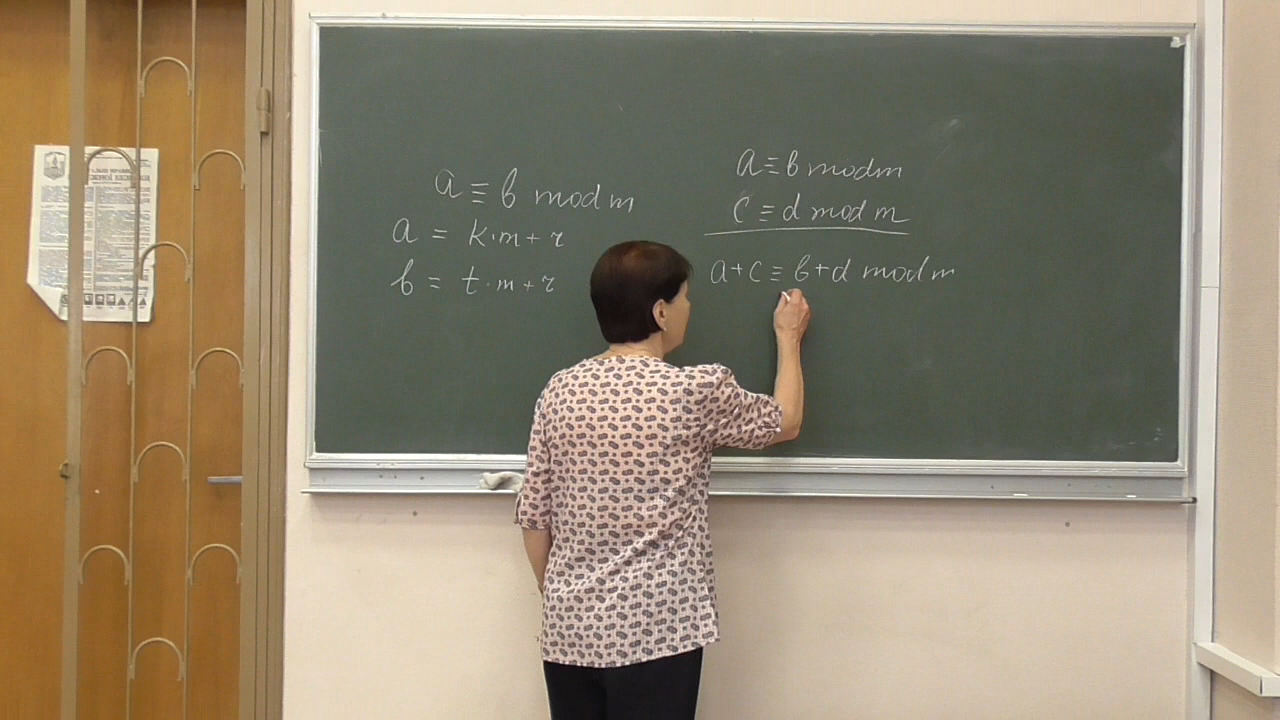 a ≡ b mod m
a = k·m + r
b = t·m + r
a ≡ b mod m
c ≡ d mod m
a + c ≡ b + d mod m